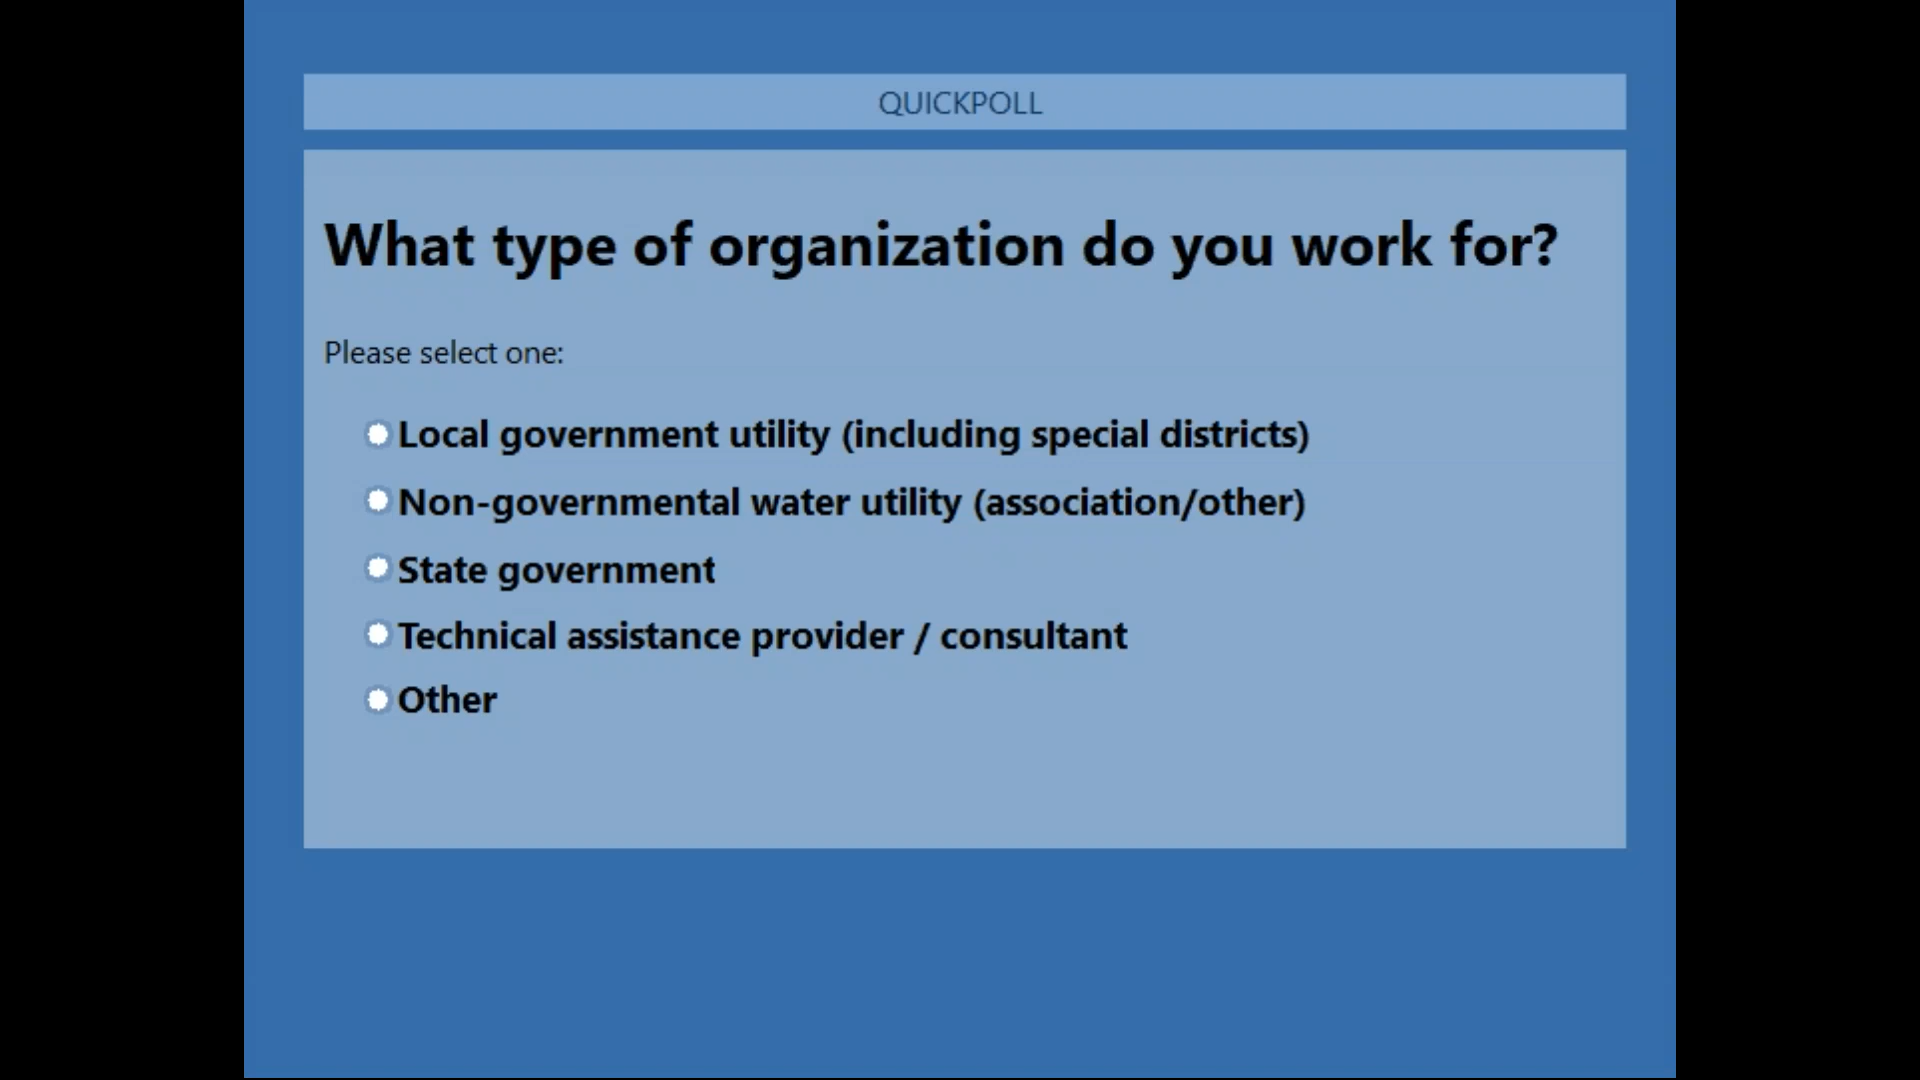 QUICKPOLL
What type of organization do you work for?
Please select one:
Local government utility (including special districts)
Non-governmental water utility (association/other)
State government
Technical assistance provider / consultant
Other